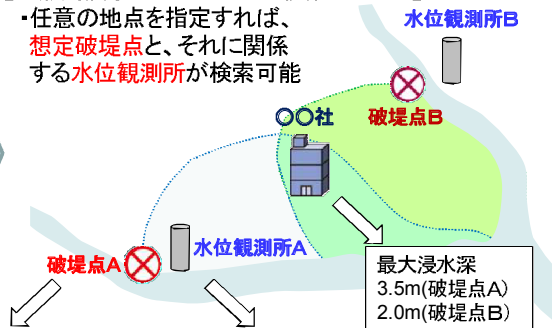 ・任意の地点を指定すれば、
想定破堤点と、それに関係
する水位観測所が検索可能
水位観測所B
破堤点B
○○社
水位観測所A
破堤点A
最大浸水深
3.5m(破堤点A)
2.0m(破堤点B)